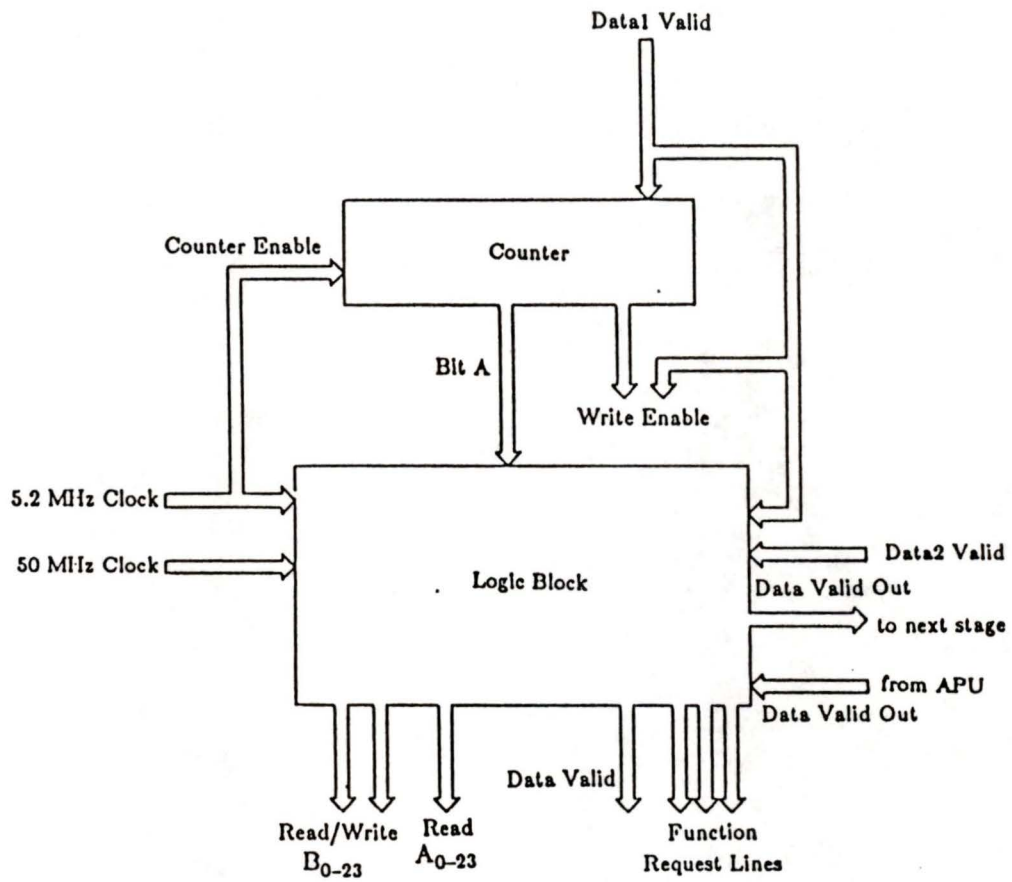 Data1 Valid
Counter Enable
Counter
Bit A
Write Enable
5.2 MHz Clock
50 MHz Clock
Logic Block
Data2 Valid
Data Valid Out
to next stage
from APU
Data Valid Out
Data Valid
Read/Write
B0-23
Read
A0-23
Function
Request Lines